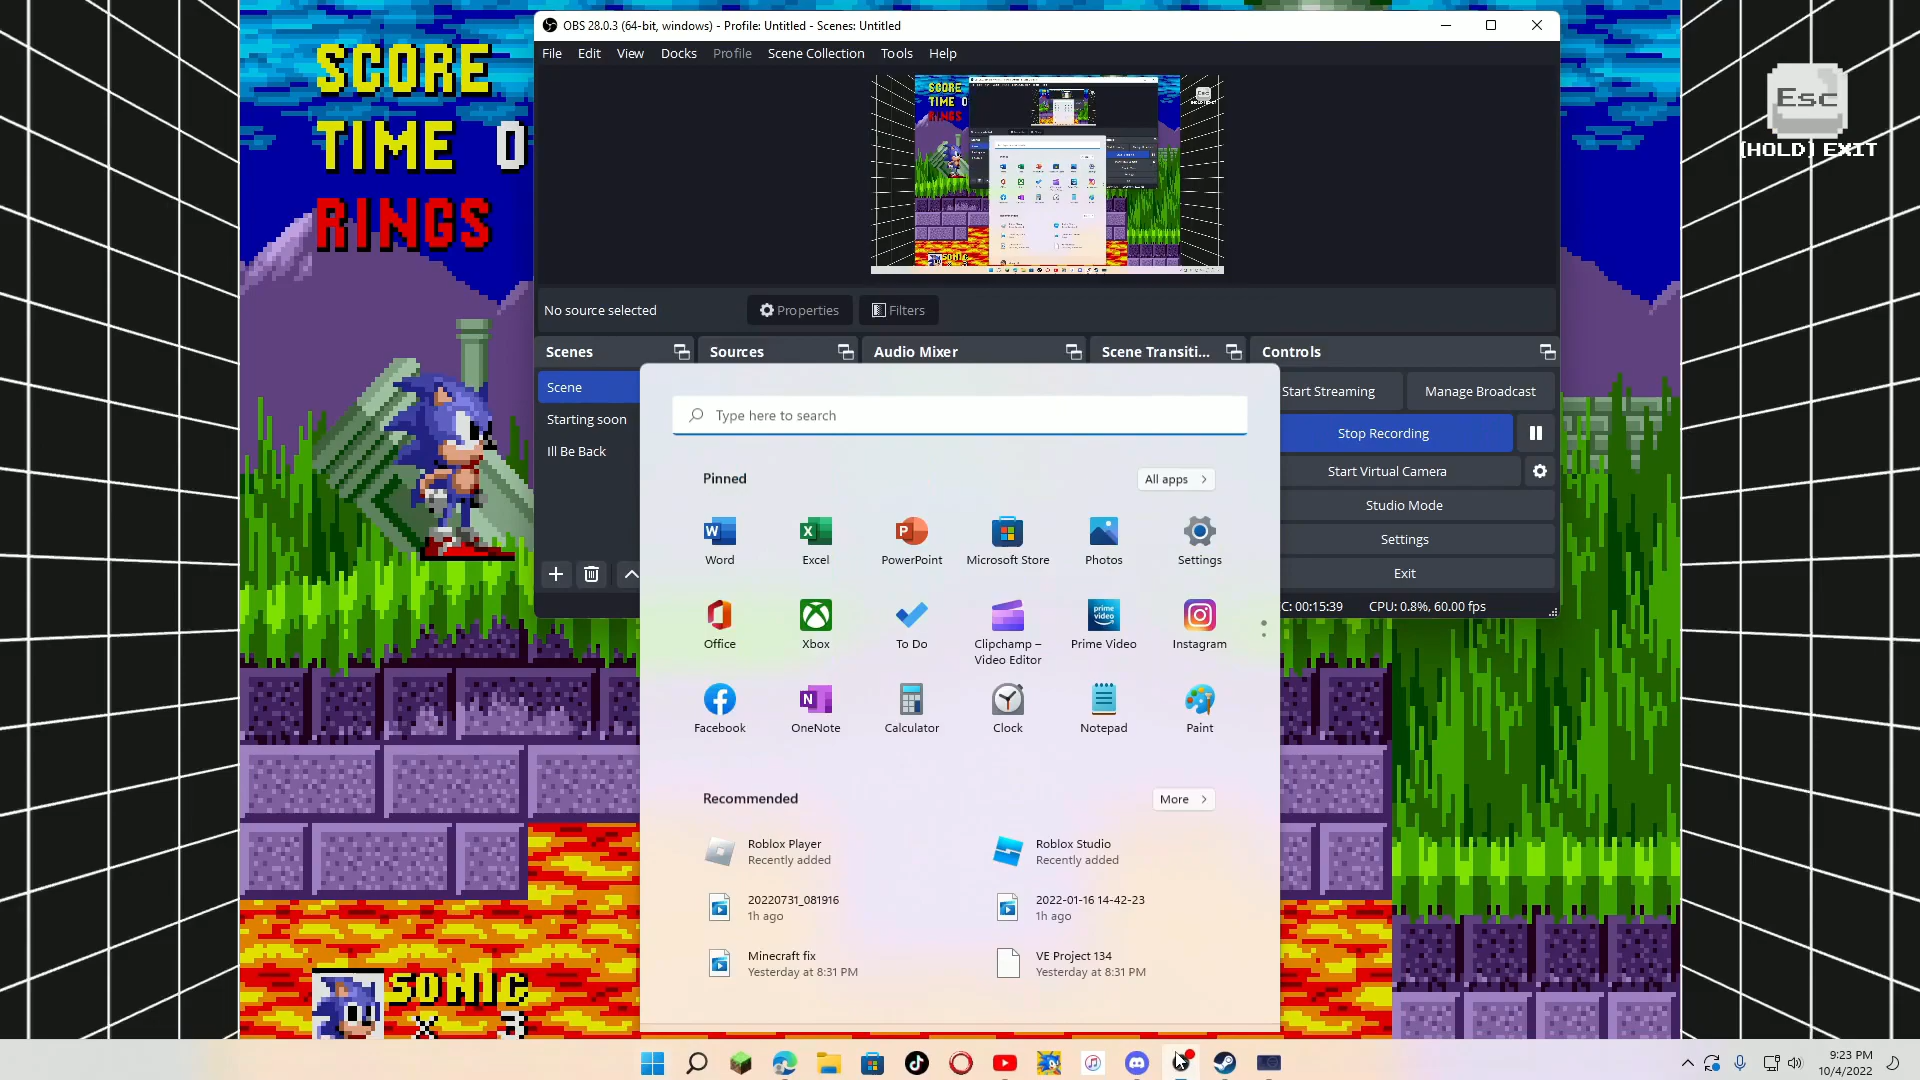 SCORE
TIME 0
RINGS
SONIC
X 3
Esc
[HOLD] EXIT
OBS 28.0.3 (64-bit, windows) - Profile: Untitled - Scenes: Untitled
File Edit View Docks Profile Scene Collection Tools Help
No source selected
Properties
Filters
Scenes
Sources
Audio Mixer
Scene Transiti...
Controls
Scene
Starting soon
Ill Be Back
Start Streaming
Manage Broadcast
Stop Recording
Start Virtual Camera
Studio Mode
Settings
Exit
C: 00:15:39
CPU: 0.8%, 60.00 fps
Type here to search
Pinned
All apps
Word
Excel
PowerPoint
Microsoft Store
Photos
Settings
Office
Xbox
To Do
Clipchamp –
Video Editor
prime
video
Prime Video
Instagram
Facebook
OneNote
Calculator
Clock
Notepad
Paint
Recommended
More
Roblox Player
Recently added
Roblox Studio
Recently added
20220731_081916
1h ago
2022-01-16 14-42-23
1h ago
Minecraft fix
Yesterday at 8:31 PM
VE Project 134
Yesterday at 8:31 PM
9:23 PM
10/4/2022